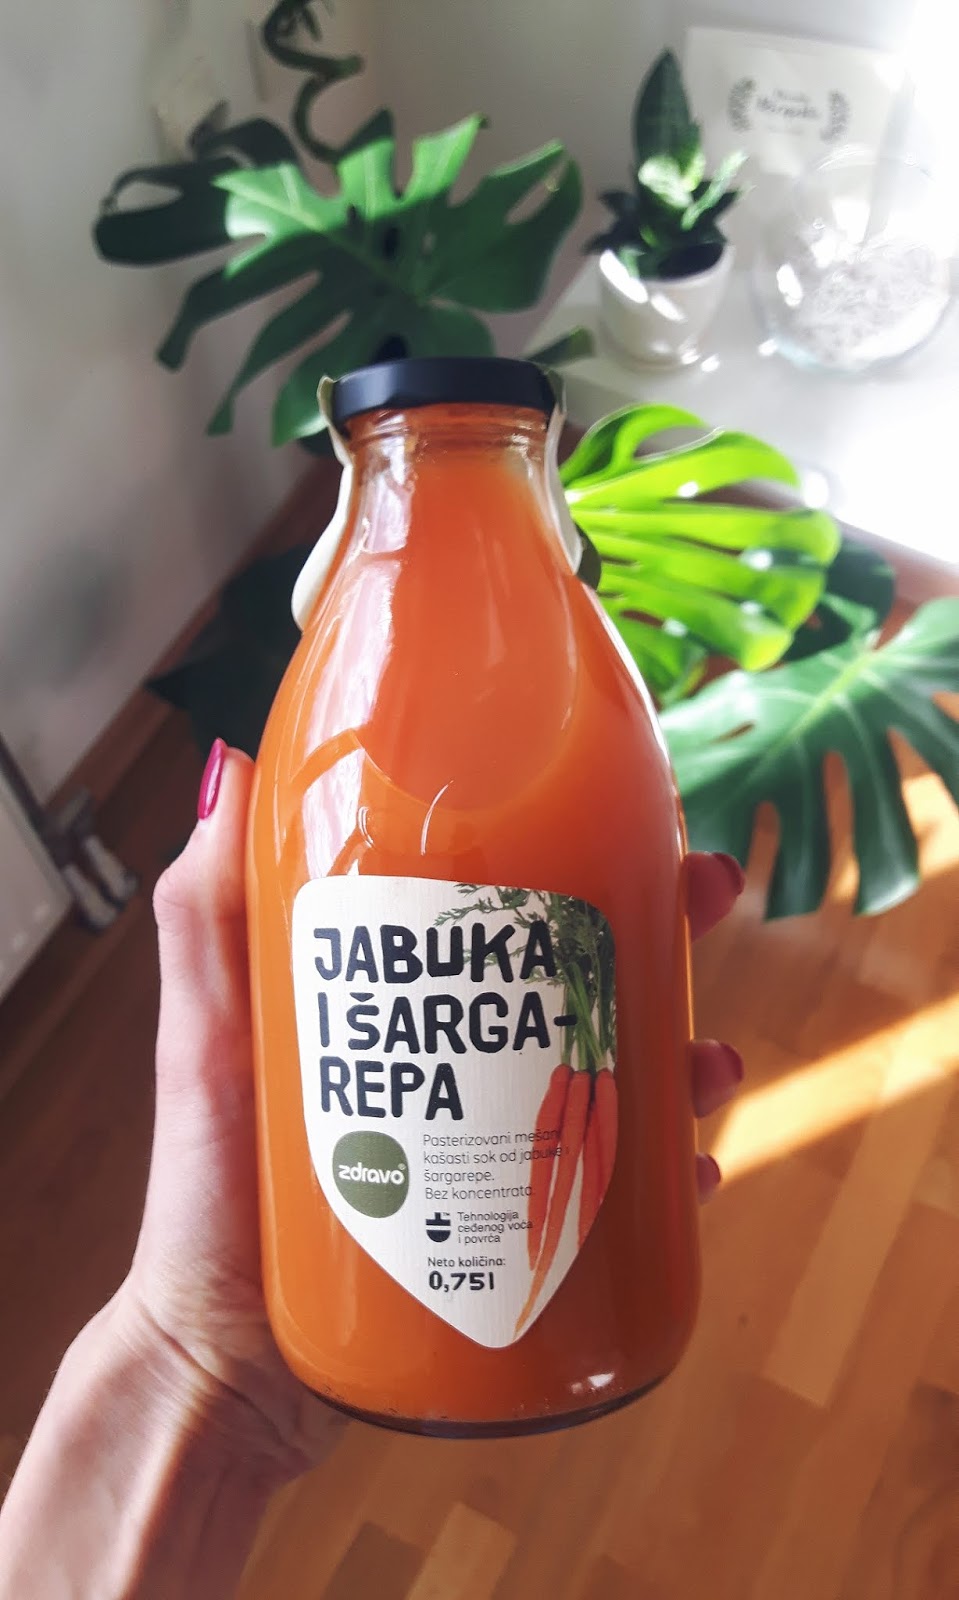 JABUKA
I ŠARGA-
REPA
zdravo®
Pasterizovani mešani
kašasti sok od jabuke i
šargarepe.
Bez koncentrata.
Tehnologija
ceđenog voća
i povrća
Neto količina:
0,75l